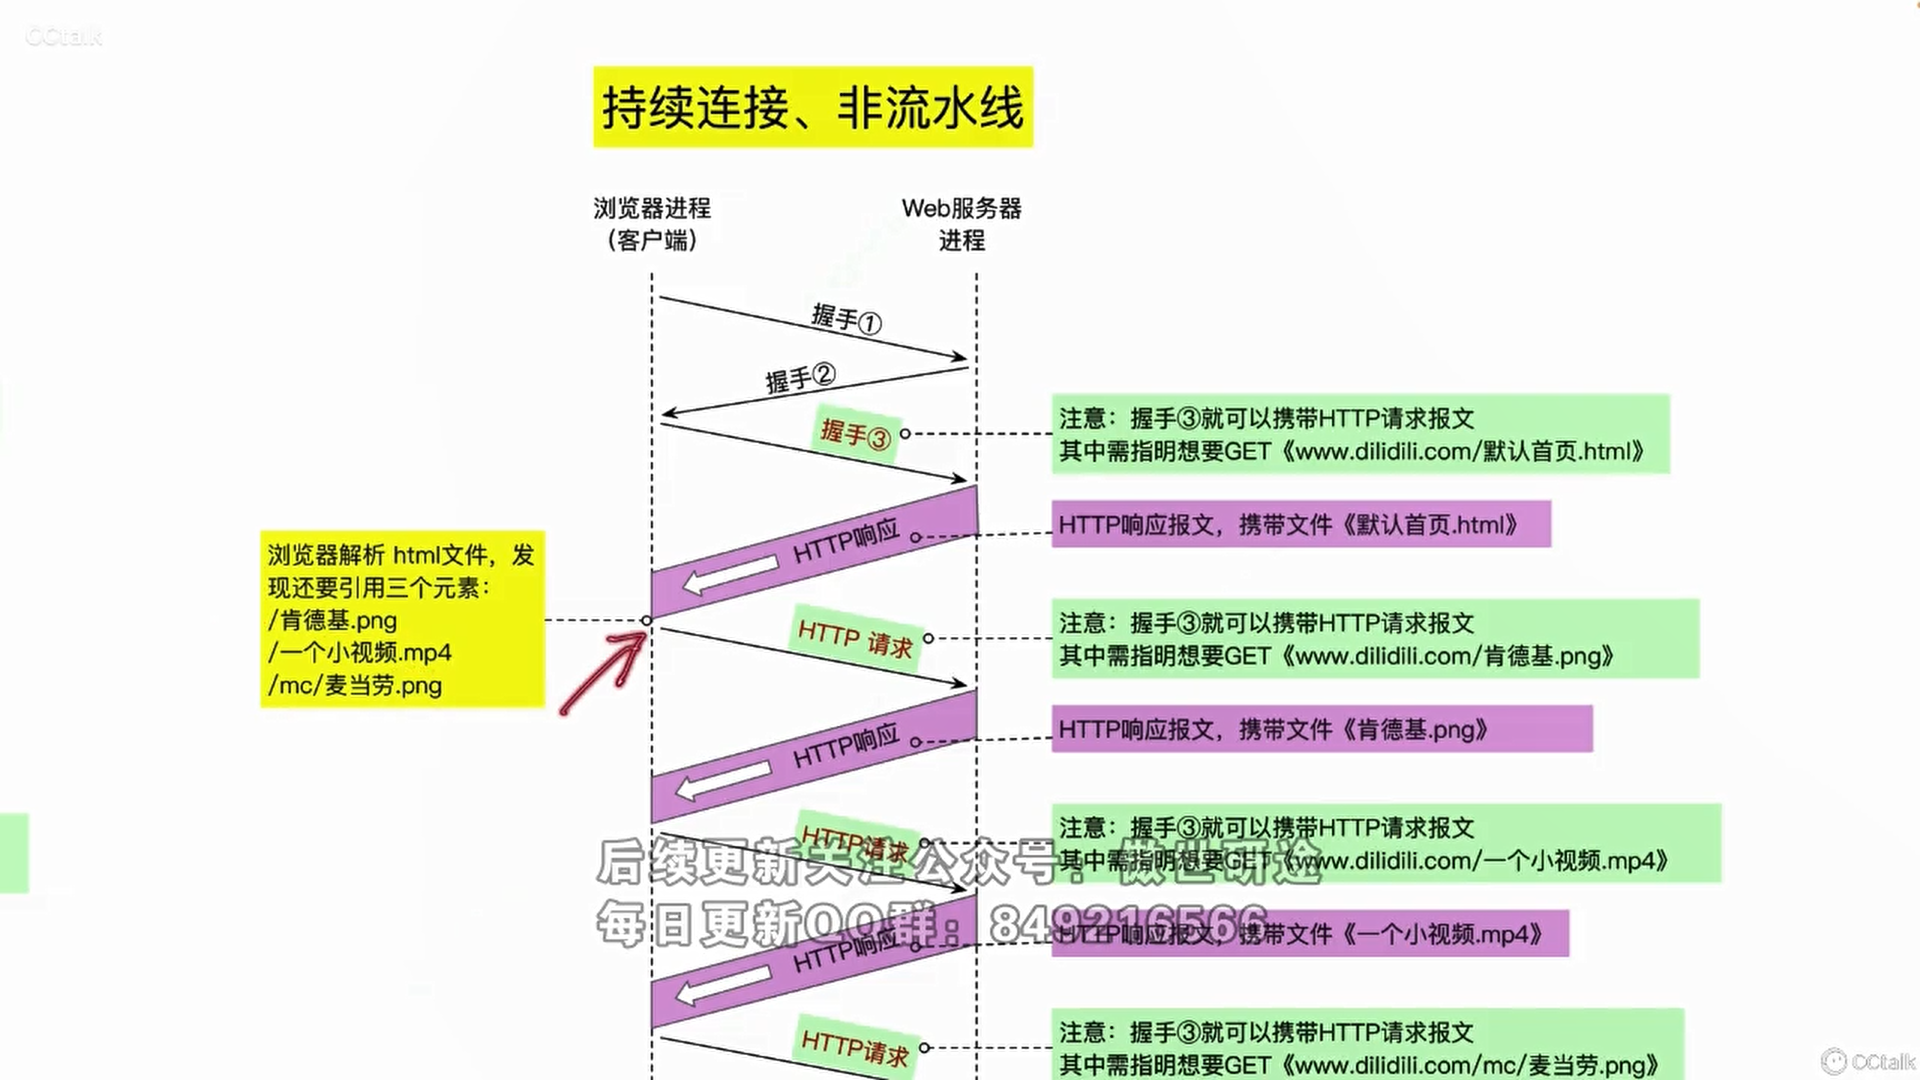 CCtalk
持续连接、非流水线
浏览器进程
（客户端）
Web服务器
进程
握手①
握手②
握手③
注意：握手③就可以携带HTTP请求报文
其中需指明想要GET《www.dilidili.com/默认首页.html》
HTTP响应
HTTP响应报文，携带文件《默认首页.html》
浏览器解析 html文件，发
现还要引用三个元素：
/肯德基.png
/一个小视频.mp4
/mc/麦当劳.png
HTTP 请求
注意：握手③就可以携带HTTP请求报文
其中需指明想要GET《www.dilidili.com/肯德基.png》
HTTP响应
HTTP响应报文，携带文件《肯德基.png》
HTTP请求
注意：握手③就可以携带HTTP请求报文
其中需指明想要GET《www.dilidili.com/一个小视频.mp4》
后续更新关注公众号：傲世研途
每日更新QQ群：849216566
HTTP响应
HTTP响应报文，携带文件《一个小视频.mp4》
HTTP请求
注意：握手③就可以携带HTTP请求报文
其中需指明想要GET《www.dilidili.com/mc/麦当劳.png》
CCtalk